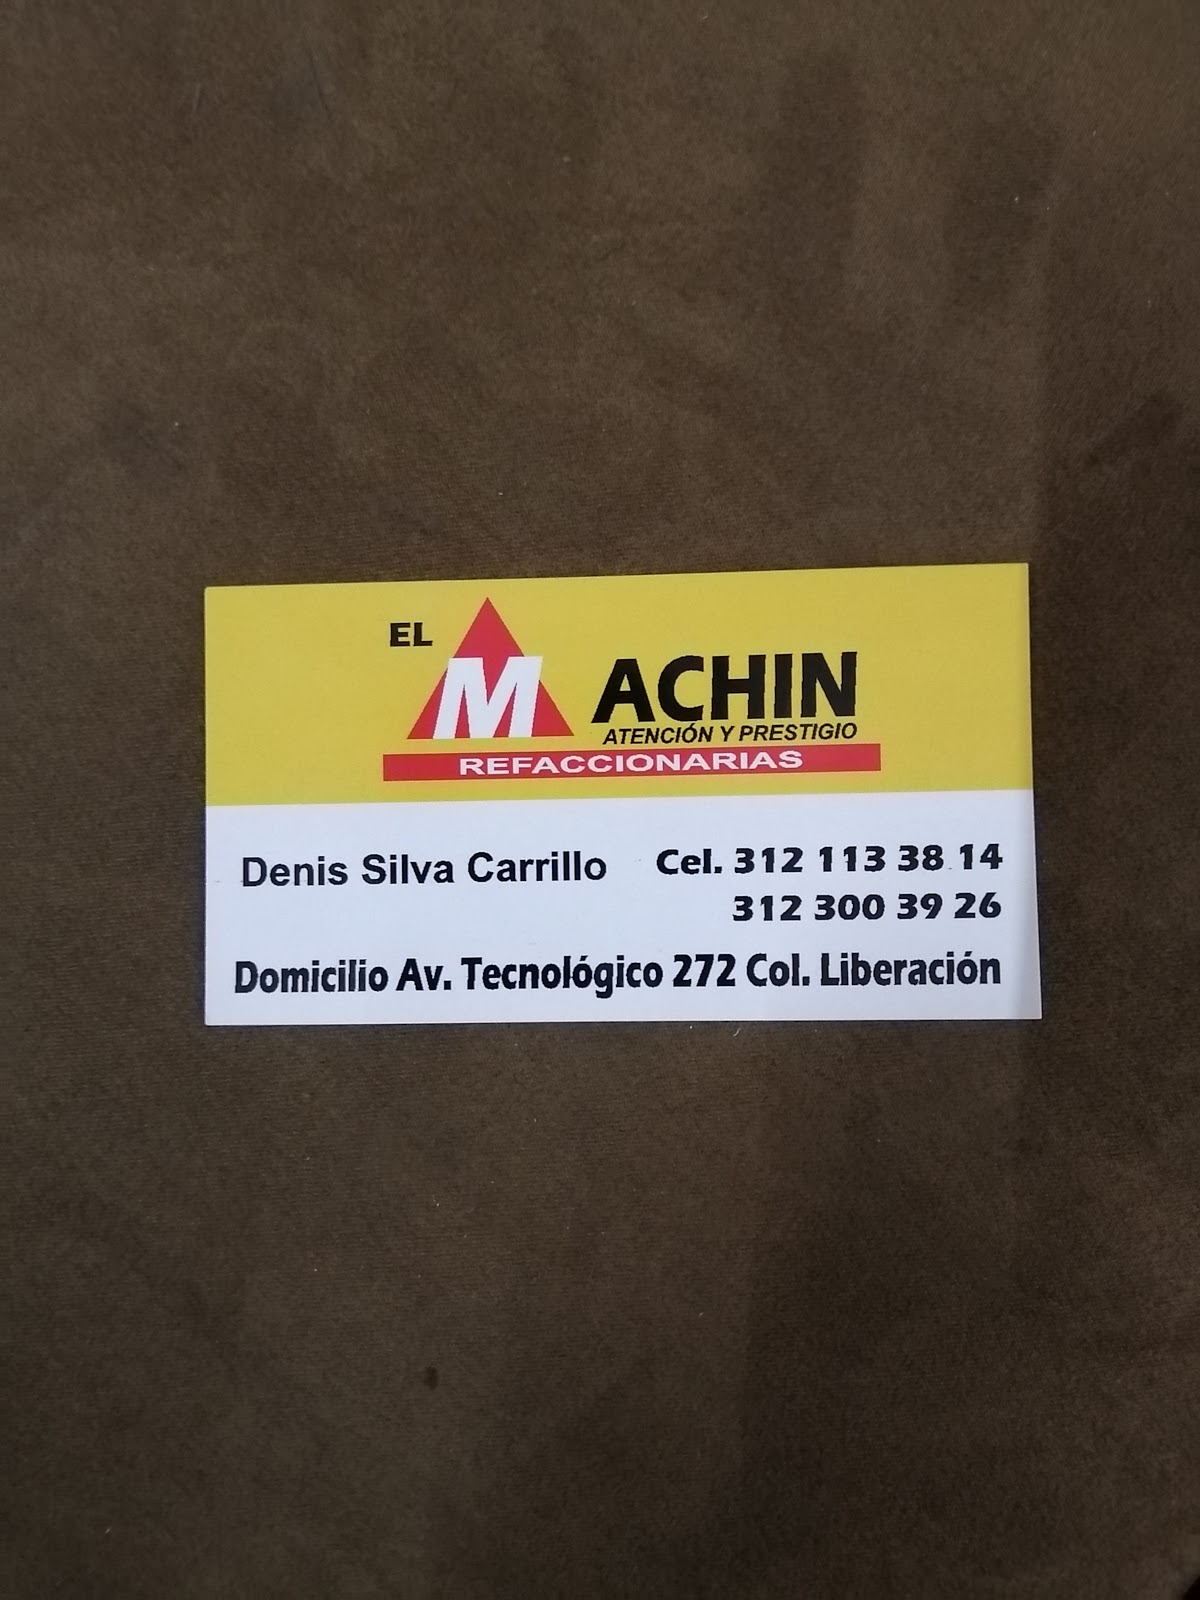 EL
MACHIN
ATENCIÓN Y PRESTIGIO
REFACCIONARIAS
Denis Silva Carrillo Cel. 312 113 38 14
312 300 39 26
Domicilio Av. Tecnológico 272 Col. Liberación